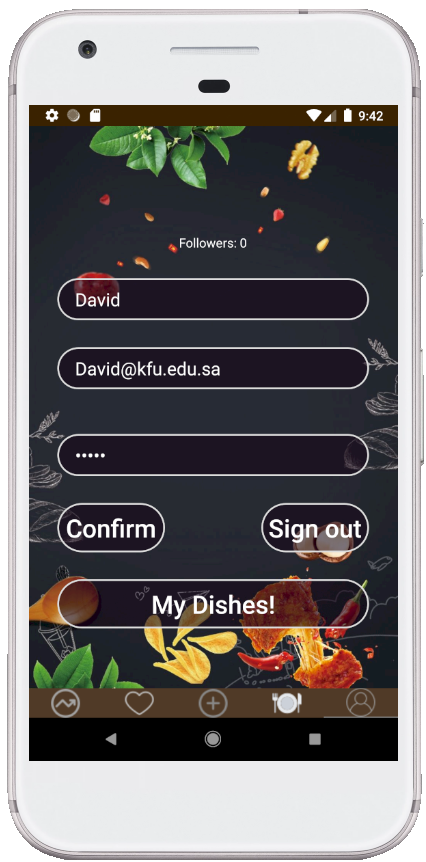 9:42
Followers: 0
David
David@kfu.edu.sa
•••••
Confirm
Sign out
My Dishes!